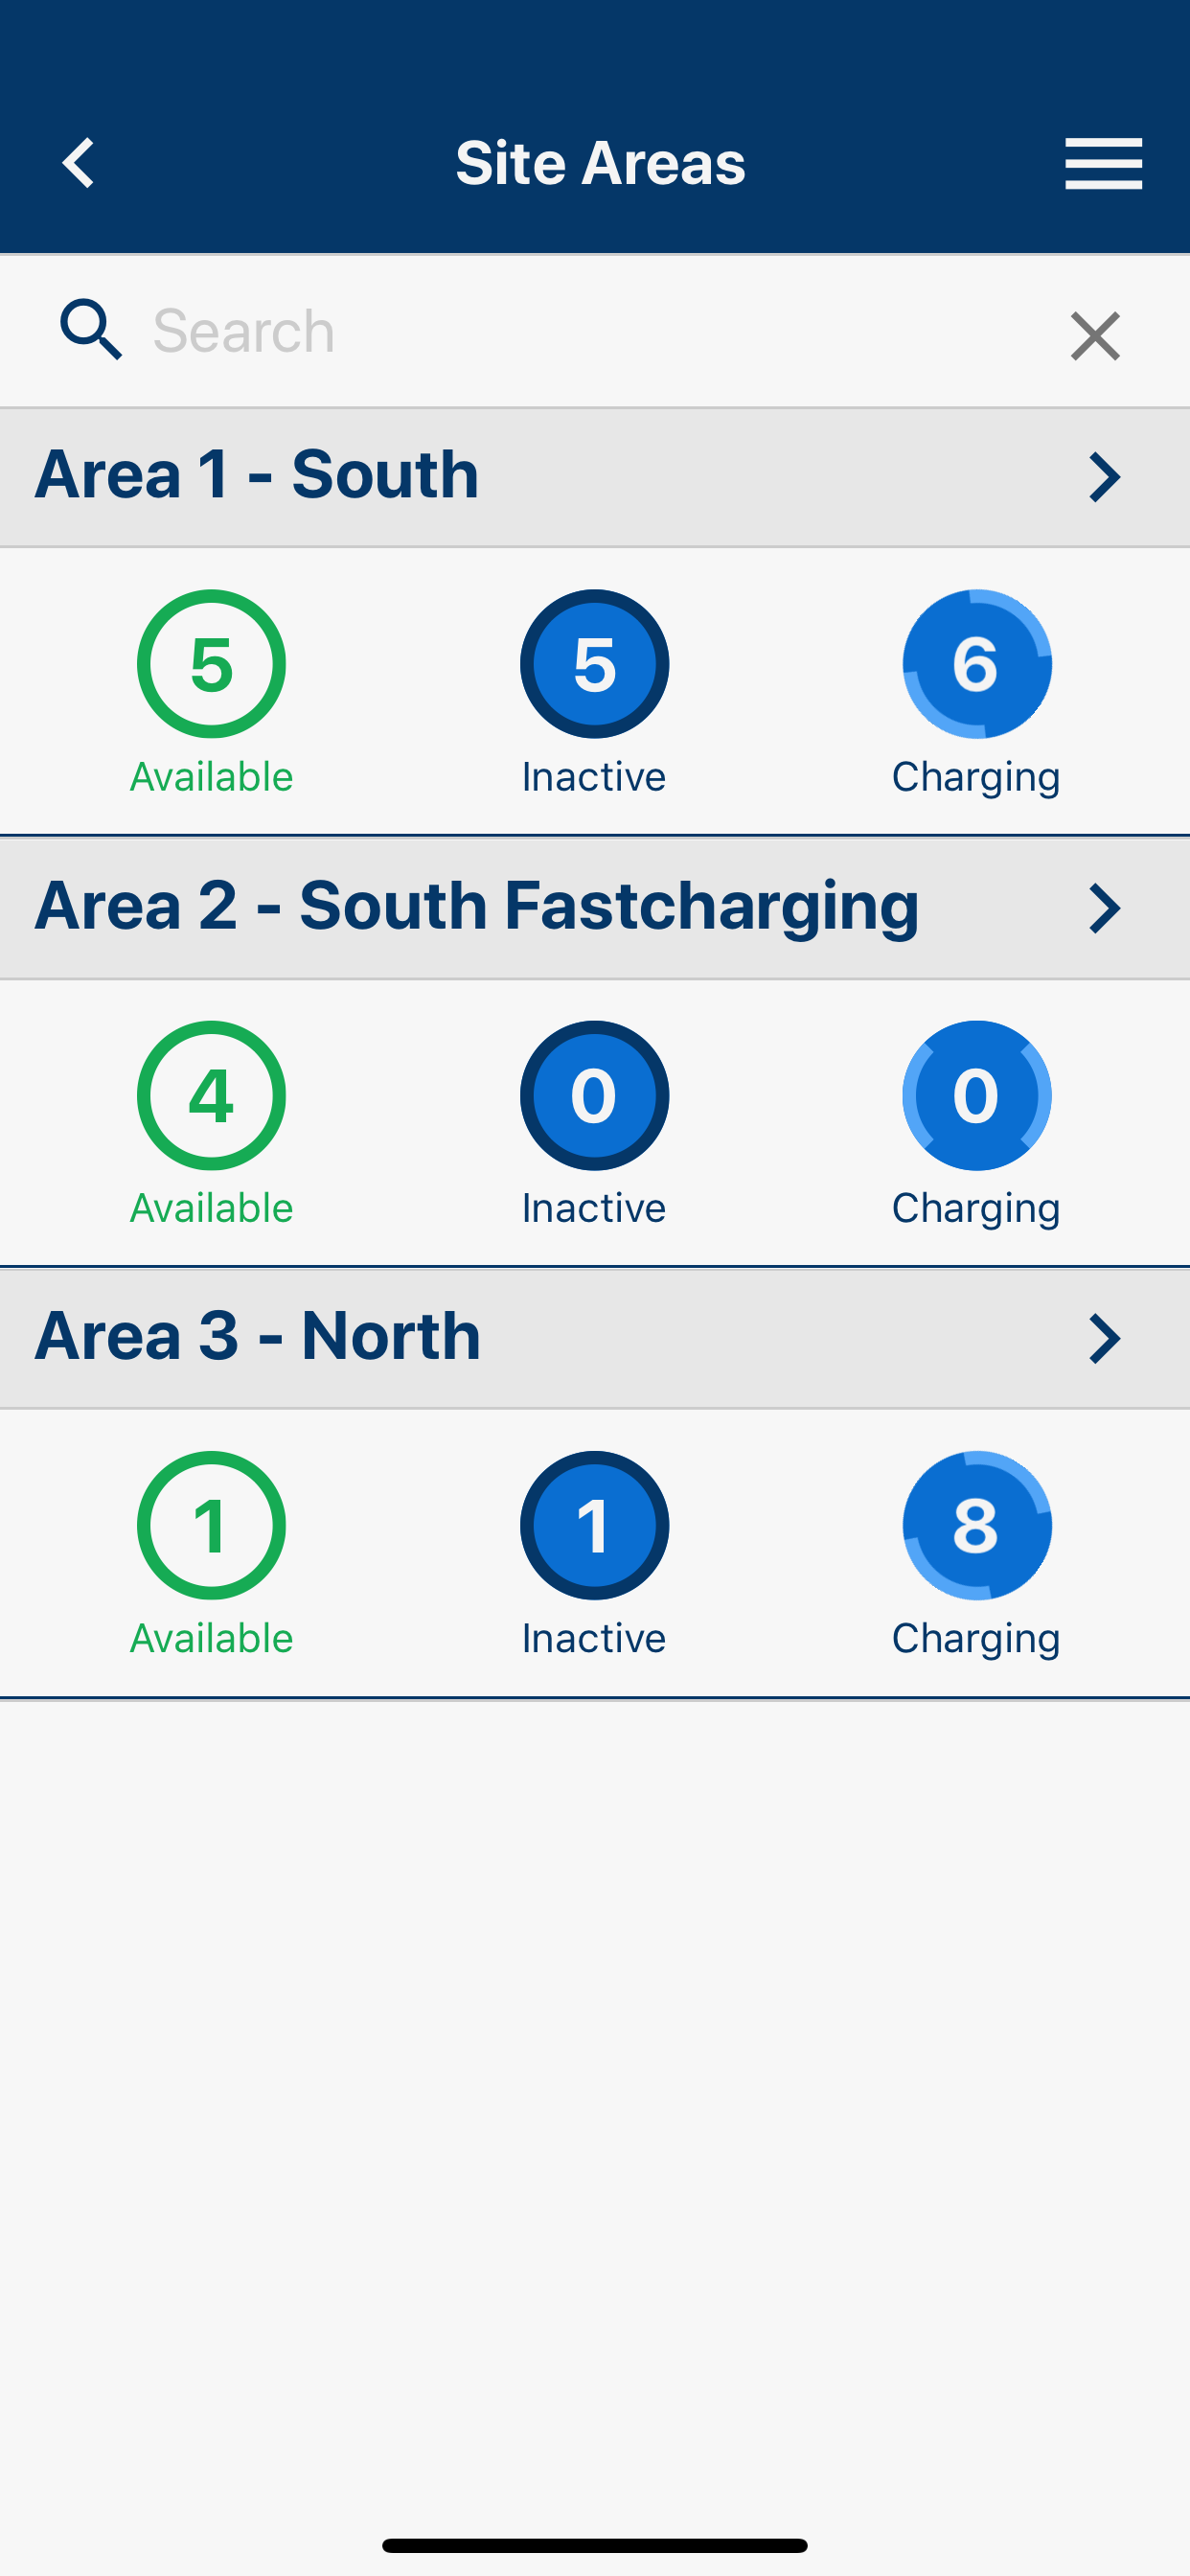 Site Areas
Search
Area 1 - South
5 5 6
Available Inactive Charging
Area 2 - South Fastcharging
4 0 0
Available Inactive Charging
Area 3 - North
1 1 8
Available Inactive Charging